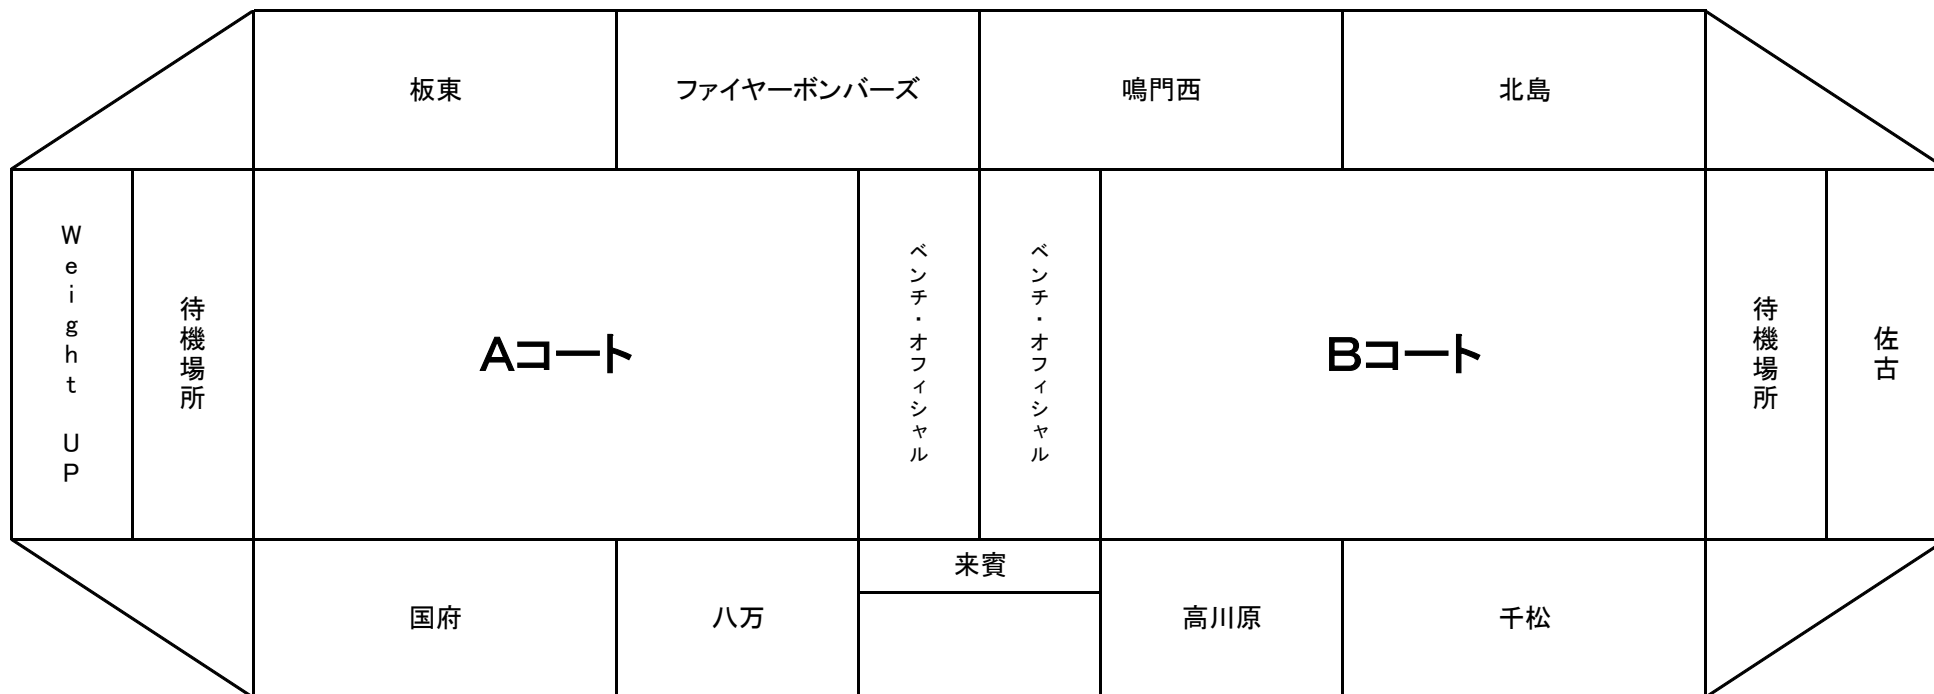 板東
ファイヤーボンバーズ
鳴門西
北島
Weight UP
待機場所
Aコート
ベンチ・オフィシャル
ベンチ・オフィシャル
Bコート
待機場所
佐古
来賓
国府
八万
高川原
千松